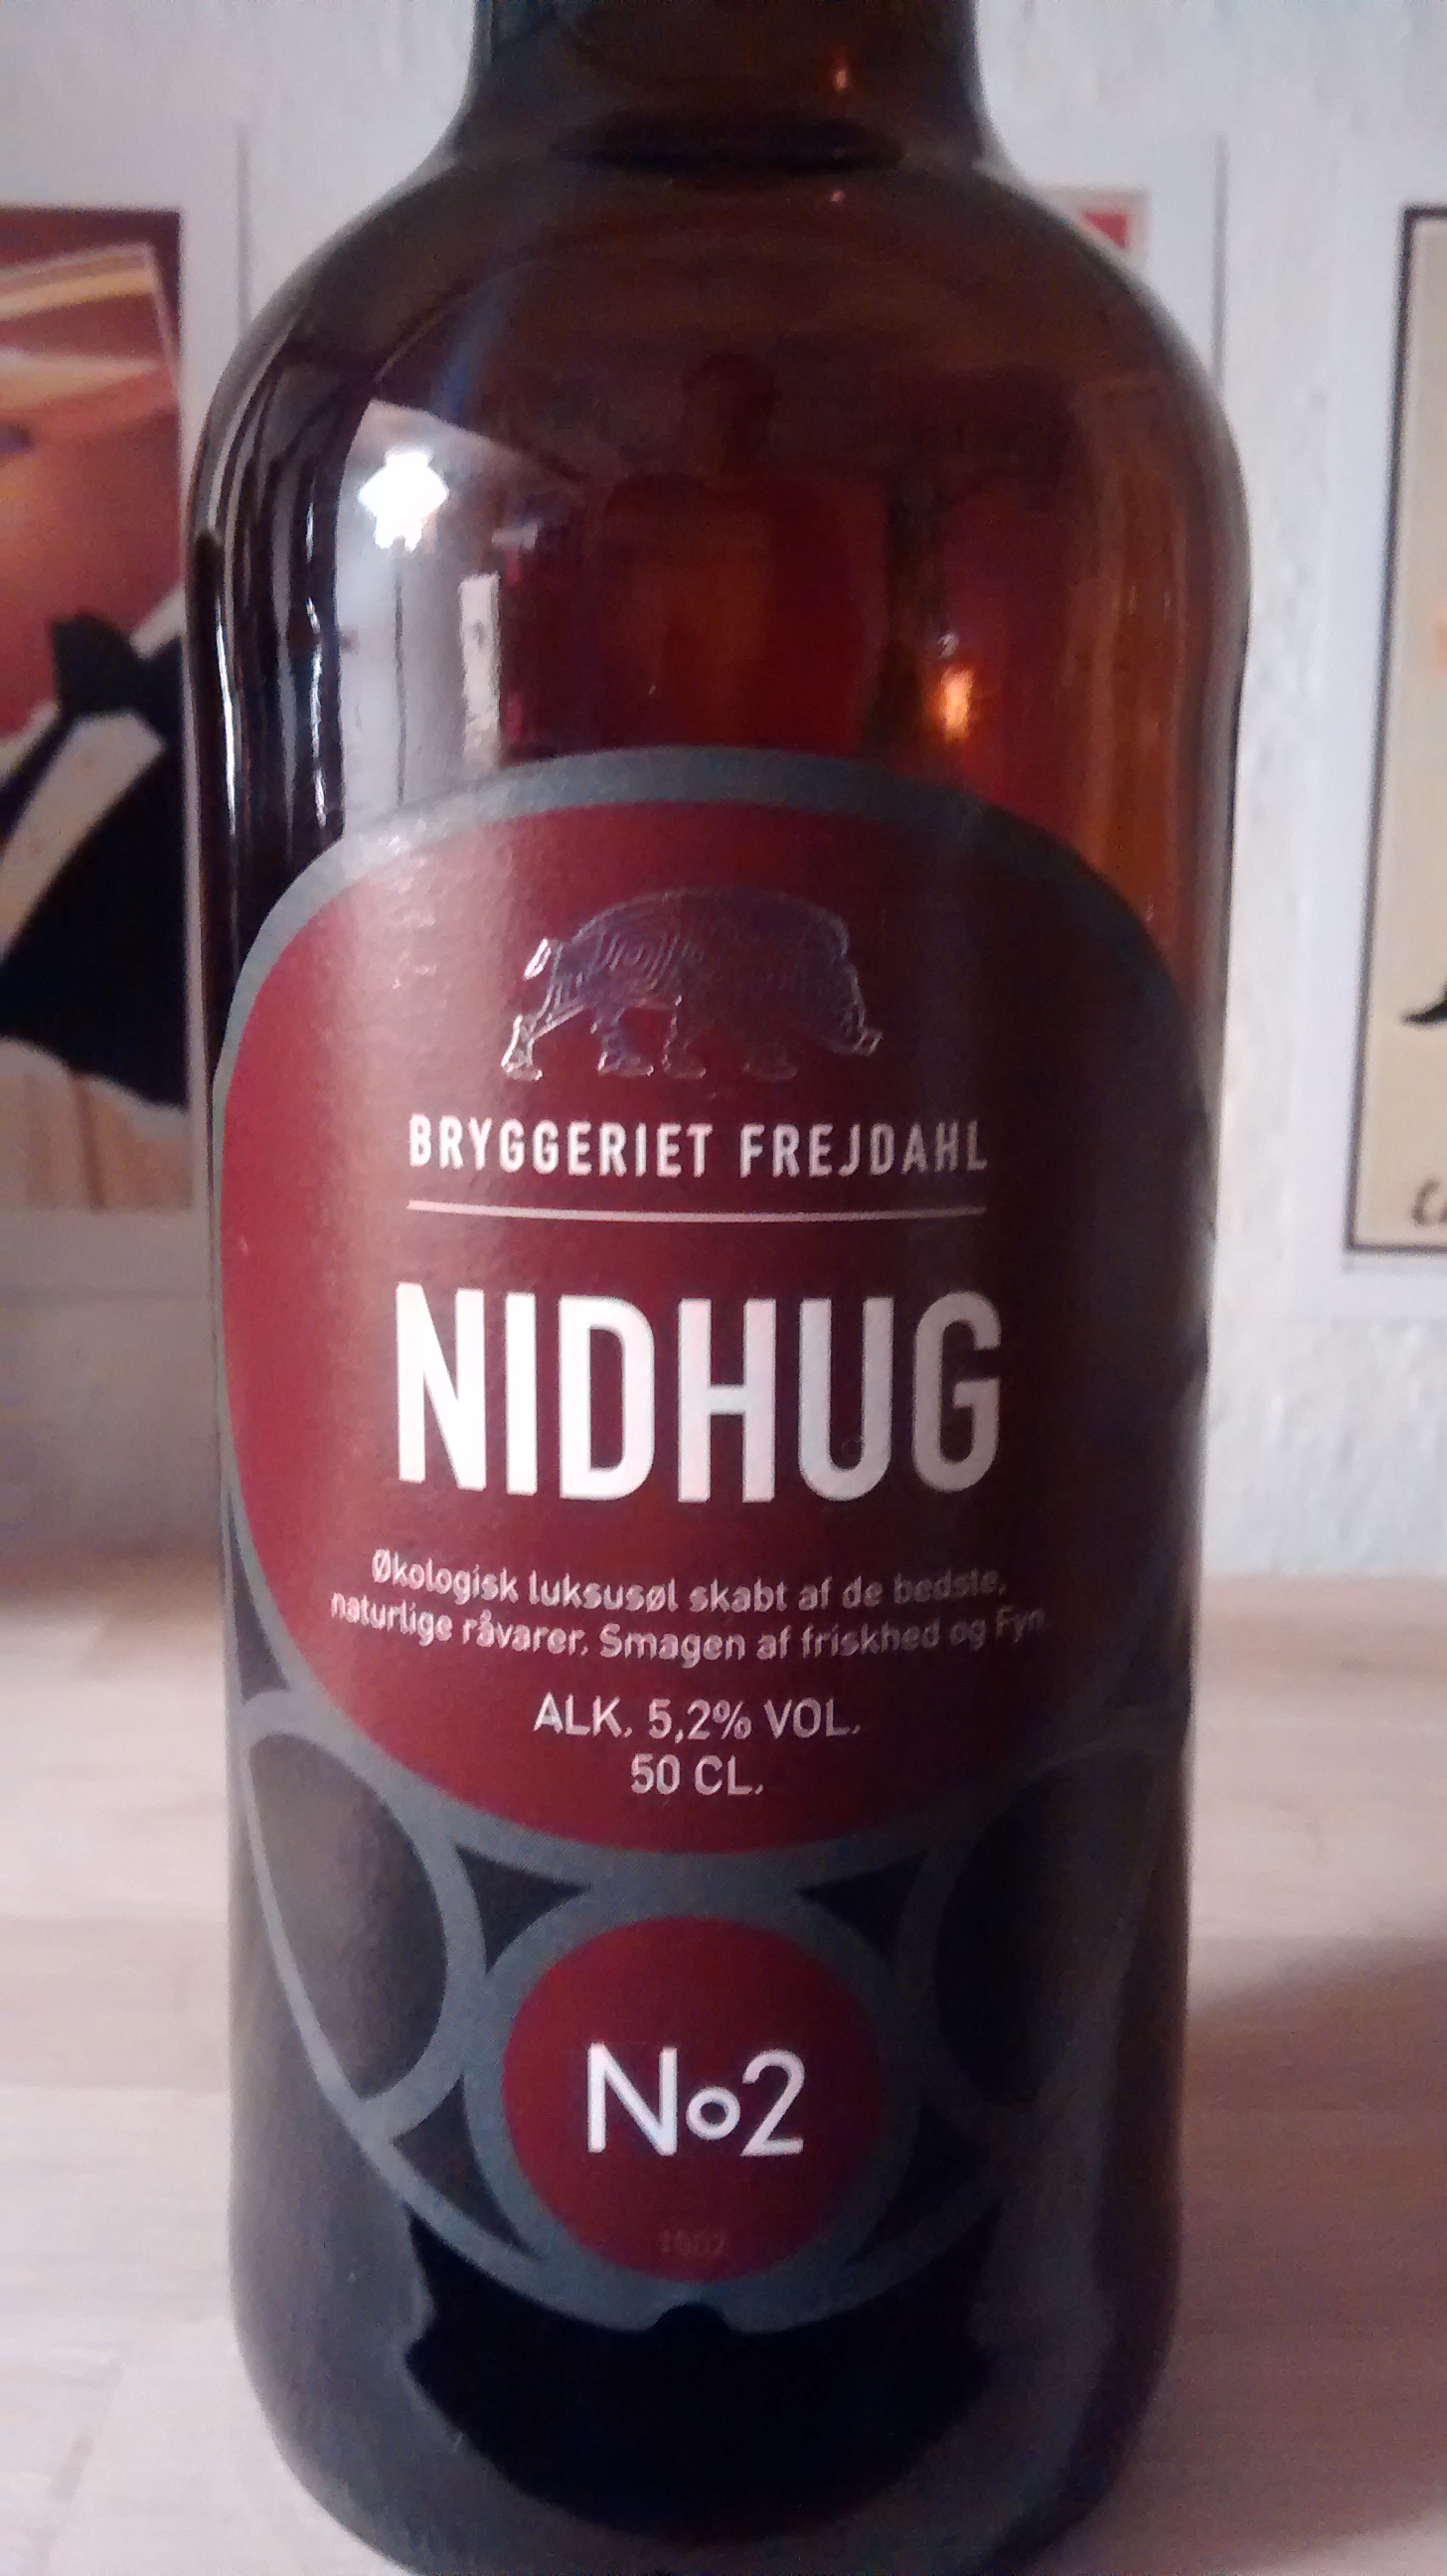 BRYGGERIET FREJDAHL
NIDHUG
Økologisk luksusøl skabt af de bedste,
naturlige råvarer. Smagen af friskhed og Fyn.
ALK. 5,2% VOL.
50 CL.
No2